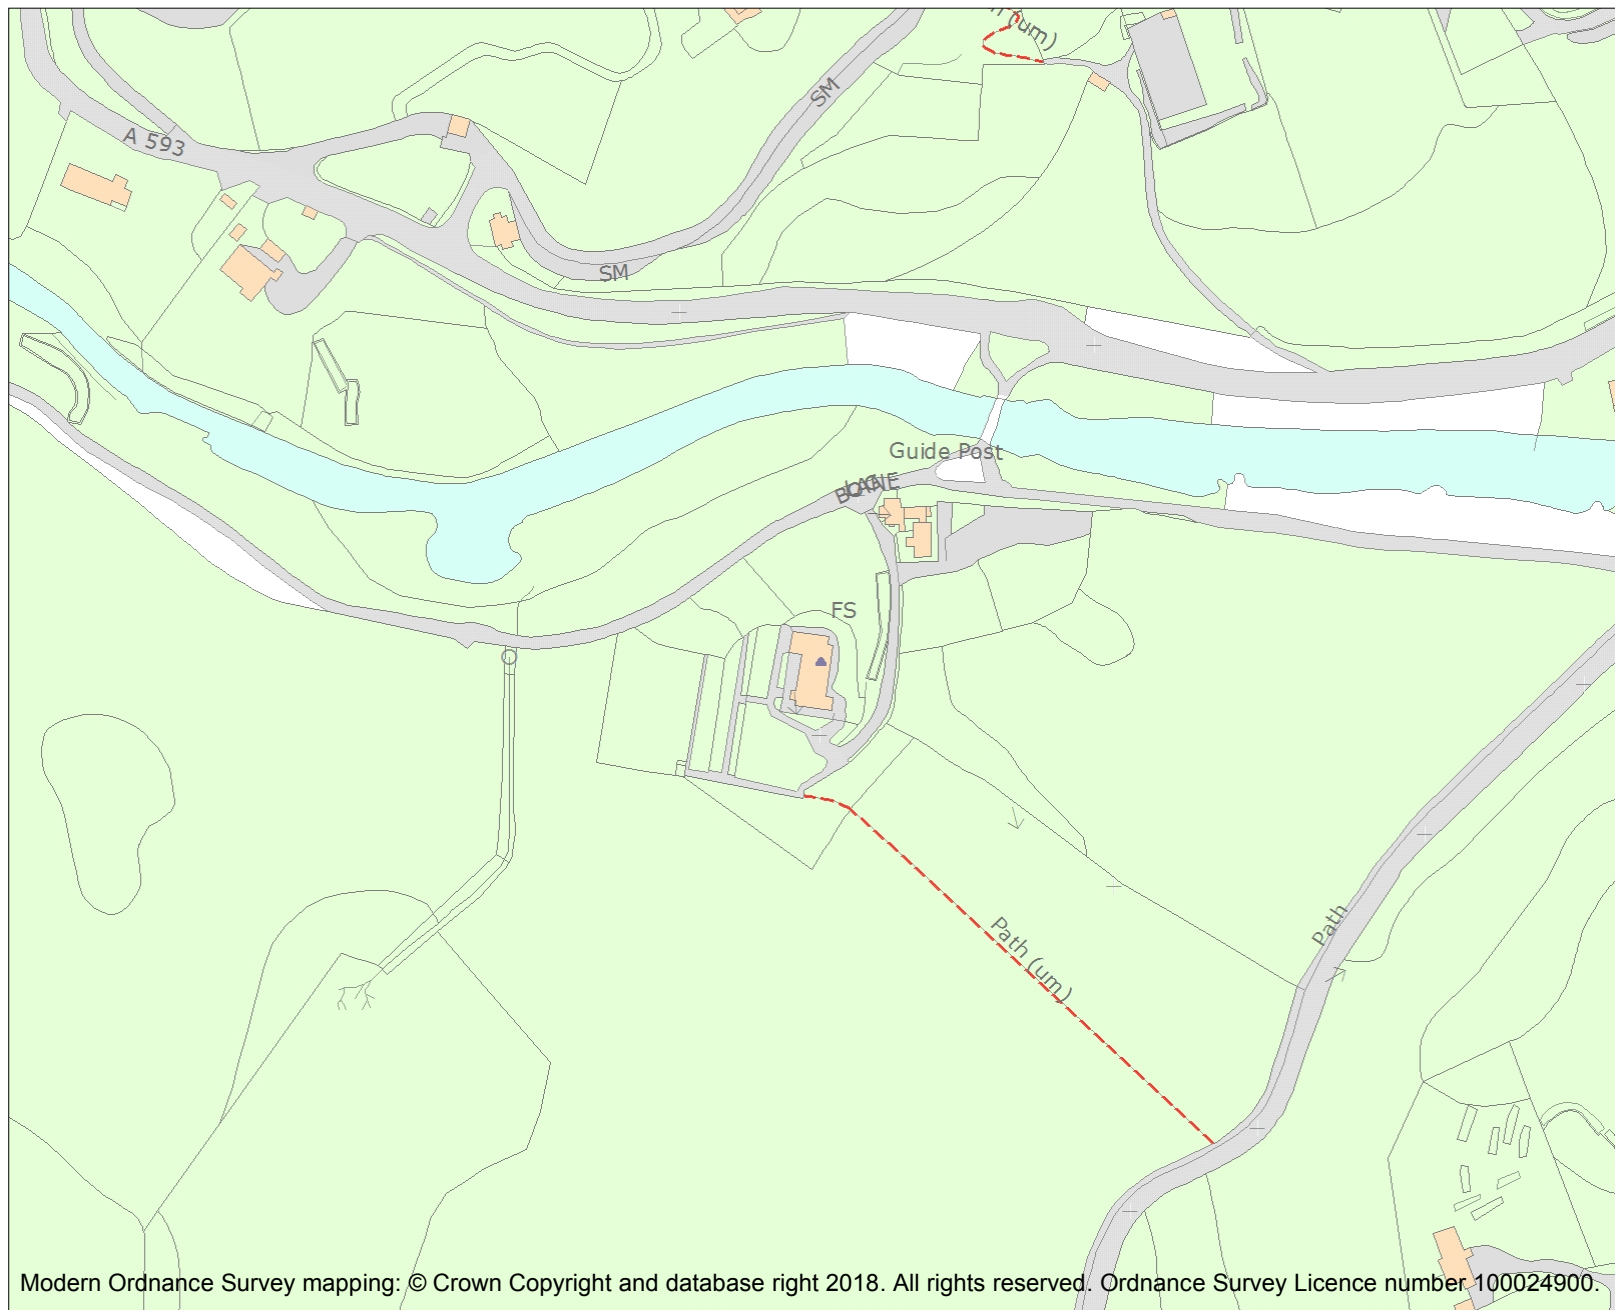 (um)
SM
A 593
SM
Guide Post
LANE
FS
Path
Path (um)
Modern Ordnance Survey mapping: © Crown Copyright and database right 2018. All rights reserved. Ordnance Survey Licence number 100024900.